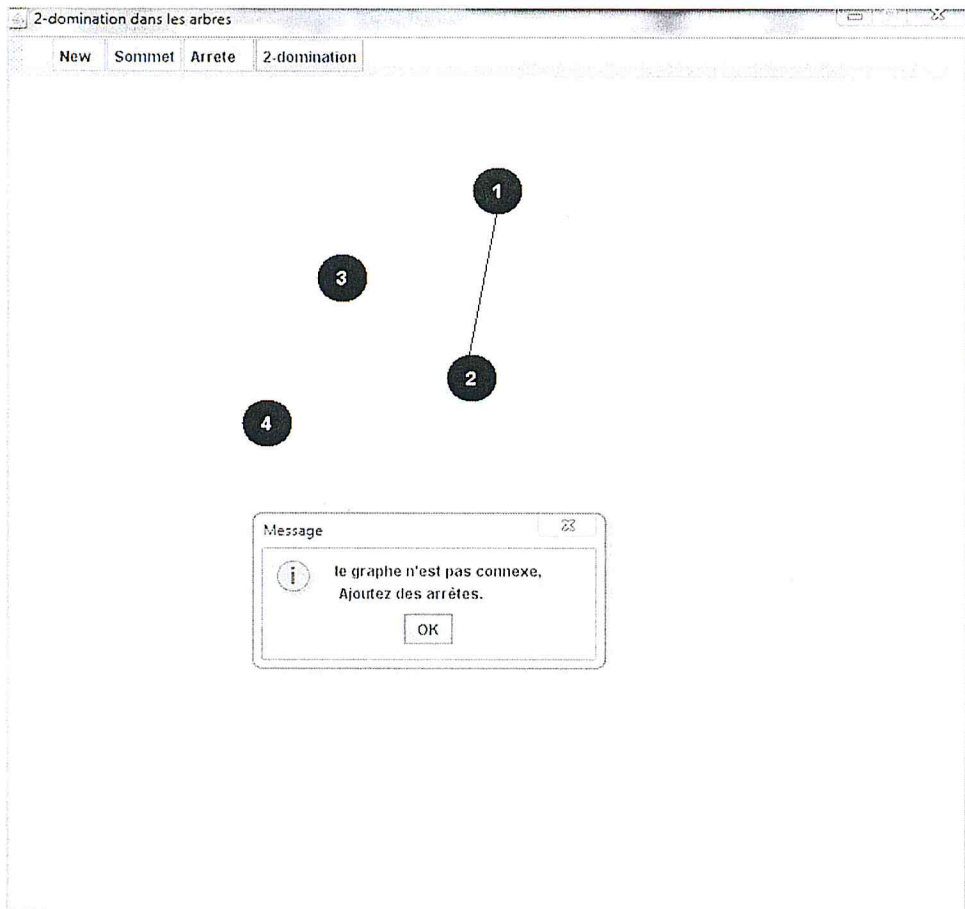 2-domination dans les arbres
New Sommet Arrete 2-domination
1
3
2
4
Message
le graphe n'est pas connexe,
Ajoutez des arrêtes.
OK